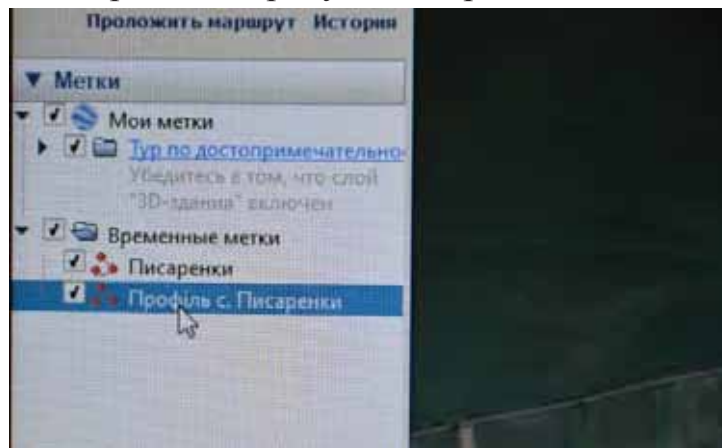 Проложить маршрут История
Метки
Мои метки
Тур по достопримечательно
Убедитесь в том, что слой
"3D-здания" включен
Временные метки
Писаренки
Профіль с. Писаренки